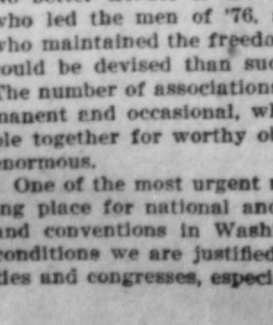 who led the men of '76,
who maintained the freedo
ould be devised than suc
The number of associations
manent and occasional, wh
ple together for worthy ob
enormous.
One of the most urgent
ng place for national and
and conventions in Wash
conditions we are justified
ties and congresses, especi